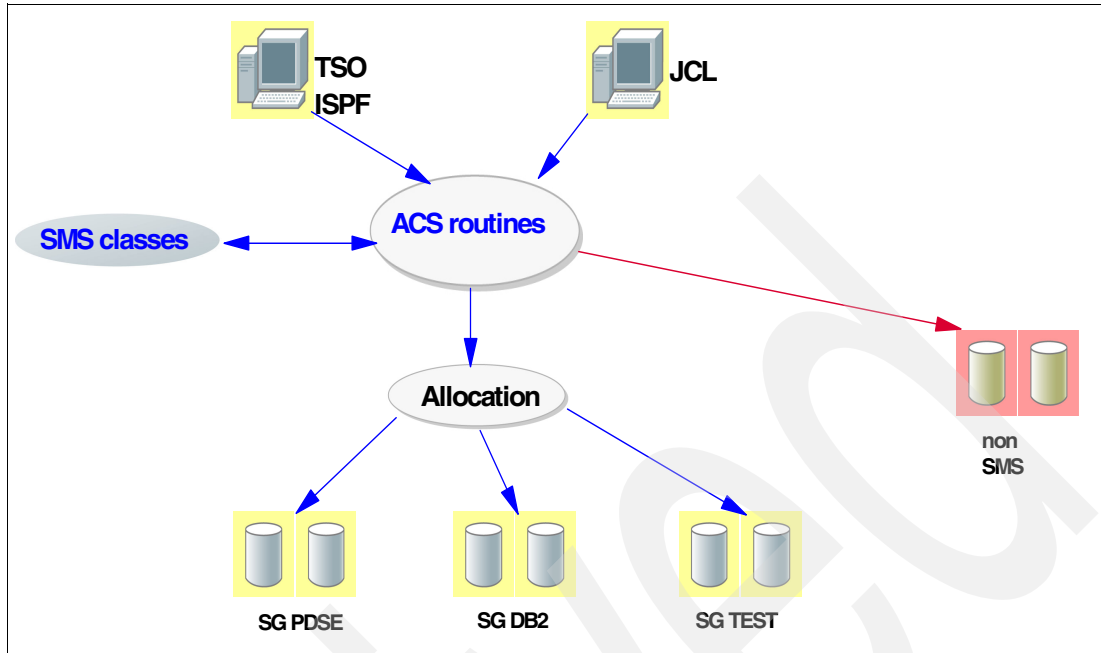 TSO
ISPF
JCL
ACS routines
SMS classes
Allocation
non
SMS
SG PDSE
SG DB2
SG TEST